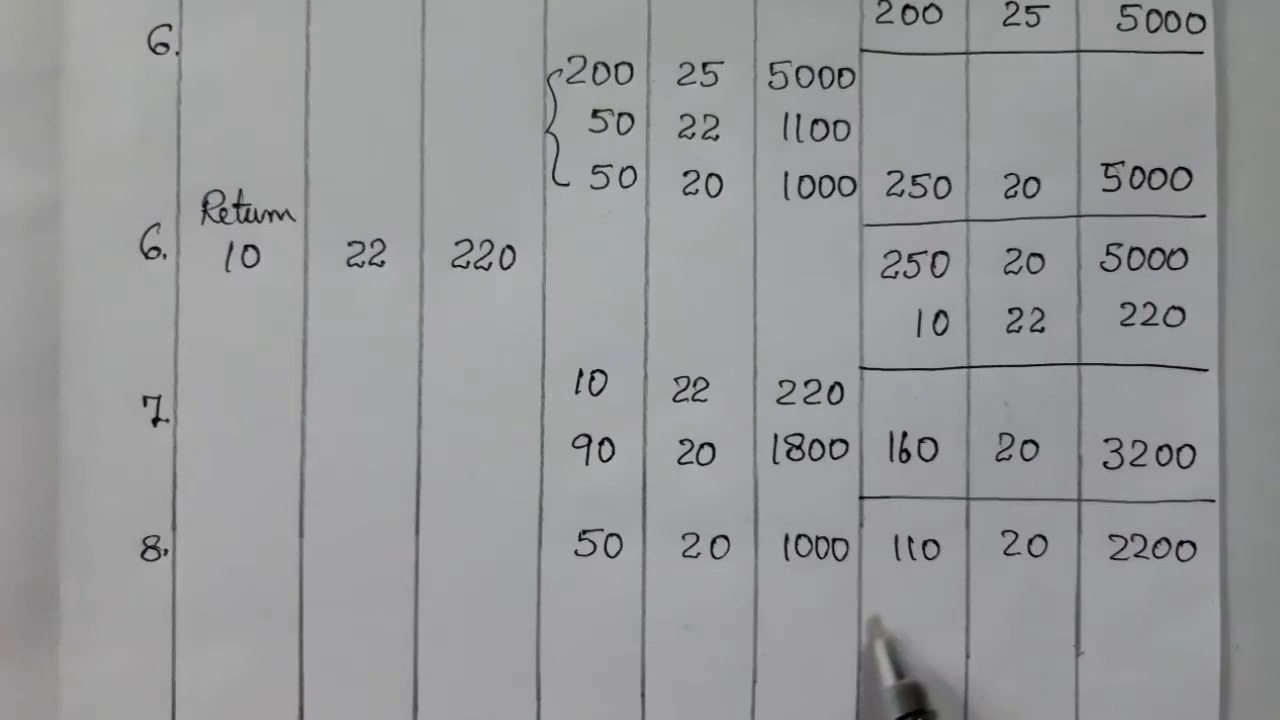 200 25 5000
6.
200 25 5000
50 22 1100
50 20 1000 250 20 5000
Return
6. 10 22 220 250 20 5000
10 22 220
7. 10 22 220
90 20 1800 160 20 3200
8. 50 20 1000 110 20 2200